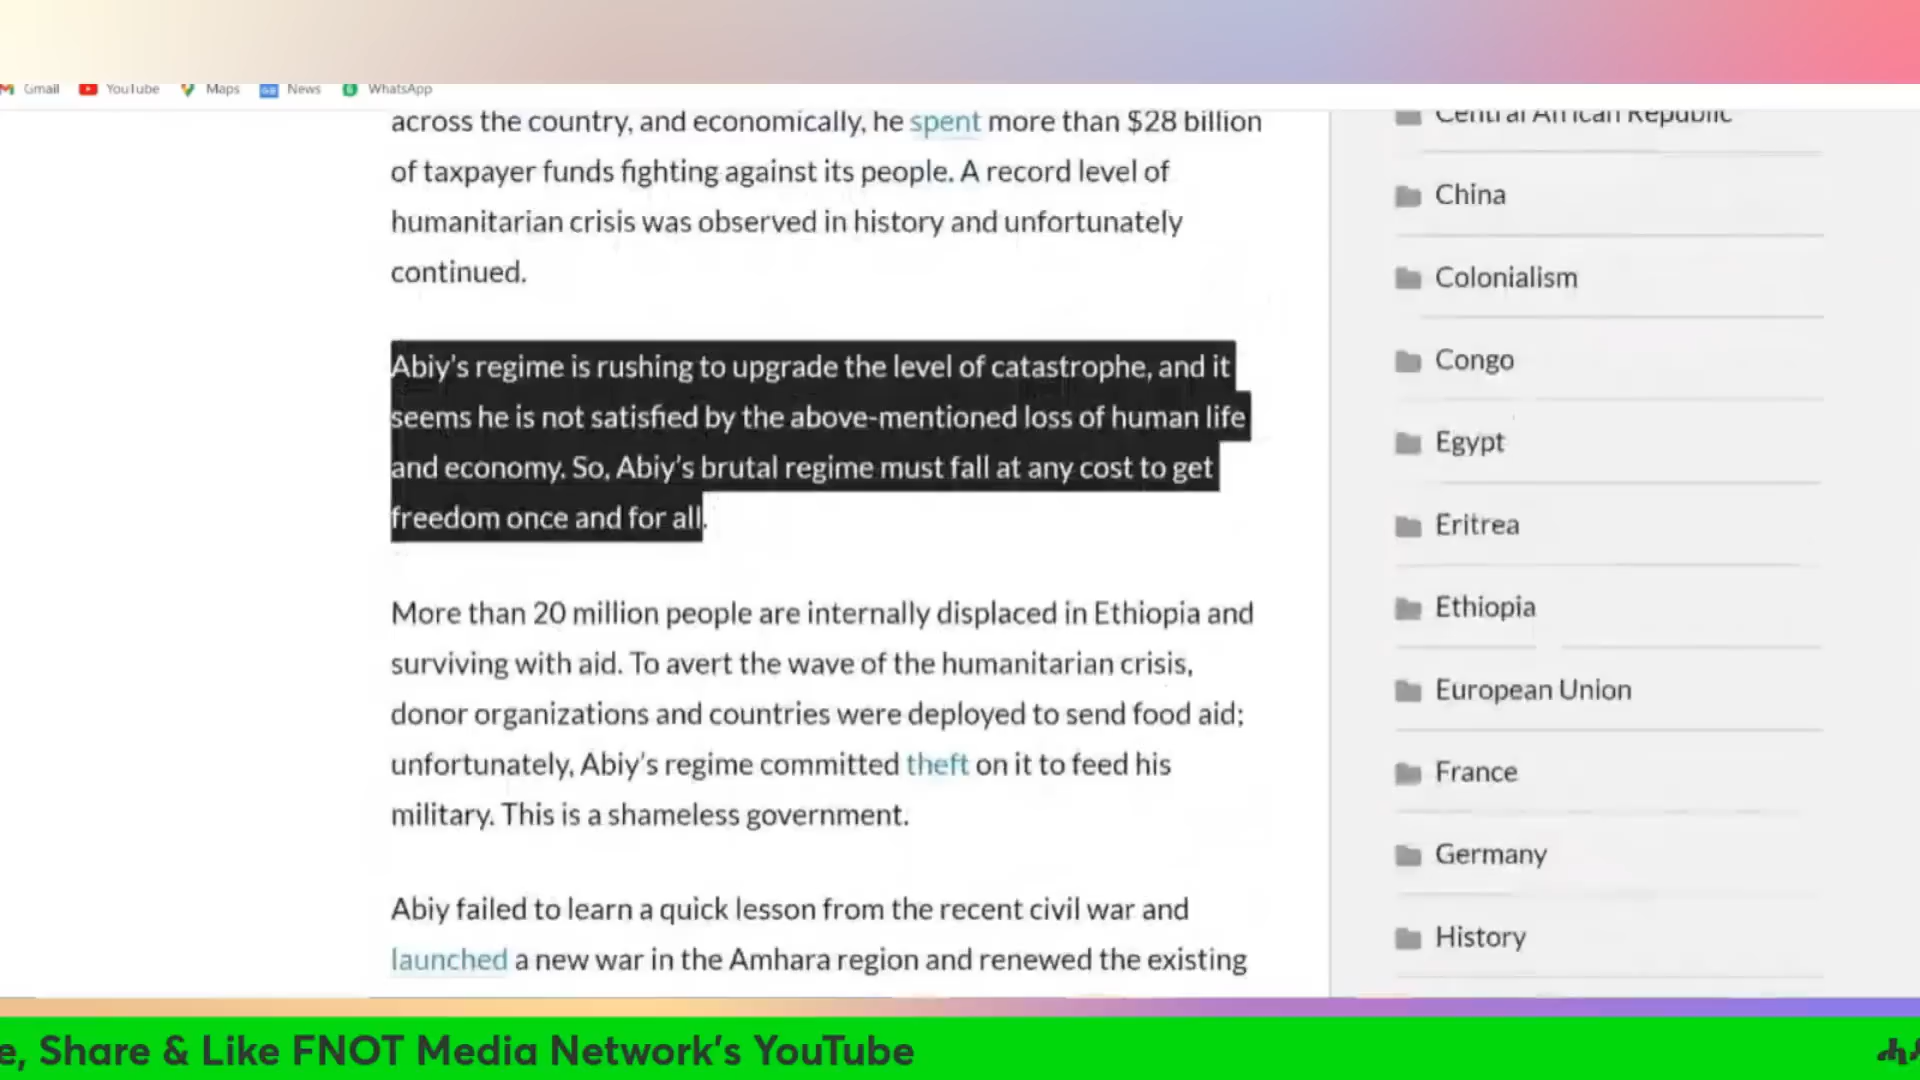 Gmail YouTube Maps News WhatsApp
across the country, and economically, he spent more than $28 billion
of taxpayer funds fighting against its people. A record level of
humanitarian crisis was observed in history and unfortunately
continued.
Abiy's regime is rushing to upgrade the level of catastrophe, and it
seems he is not satisfied by the above-mentioned loss of human life
and economy. So, Abiy's brutal regime must fall at any cost to get
freedom once and for all.
More than 20 million people are internally displaced in Ethiopia and
surviving with aid. To avert the wave of the humanitarian crisis,
donor organizations and countries were deployed to send food aid;
unfortunately, Abiy's regime committed theft on it to feed his
military. This is a shameless government.
Abiy failed to learn a quick lesson from the recent civil war and
launched a new war in the Amhara region and renewed the existing
Central African Republic
China
Colonialism
Congo
Egypt
Eritrea
Ethiopia
European Union
France
Germany
History
e, Share & Like FNOT Media Network's YouTube